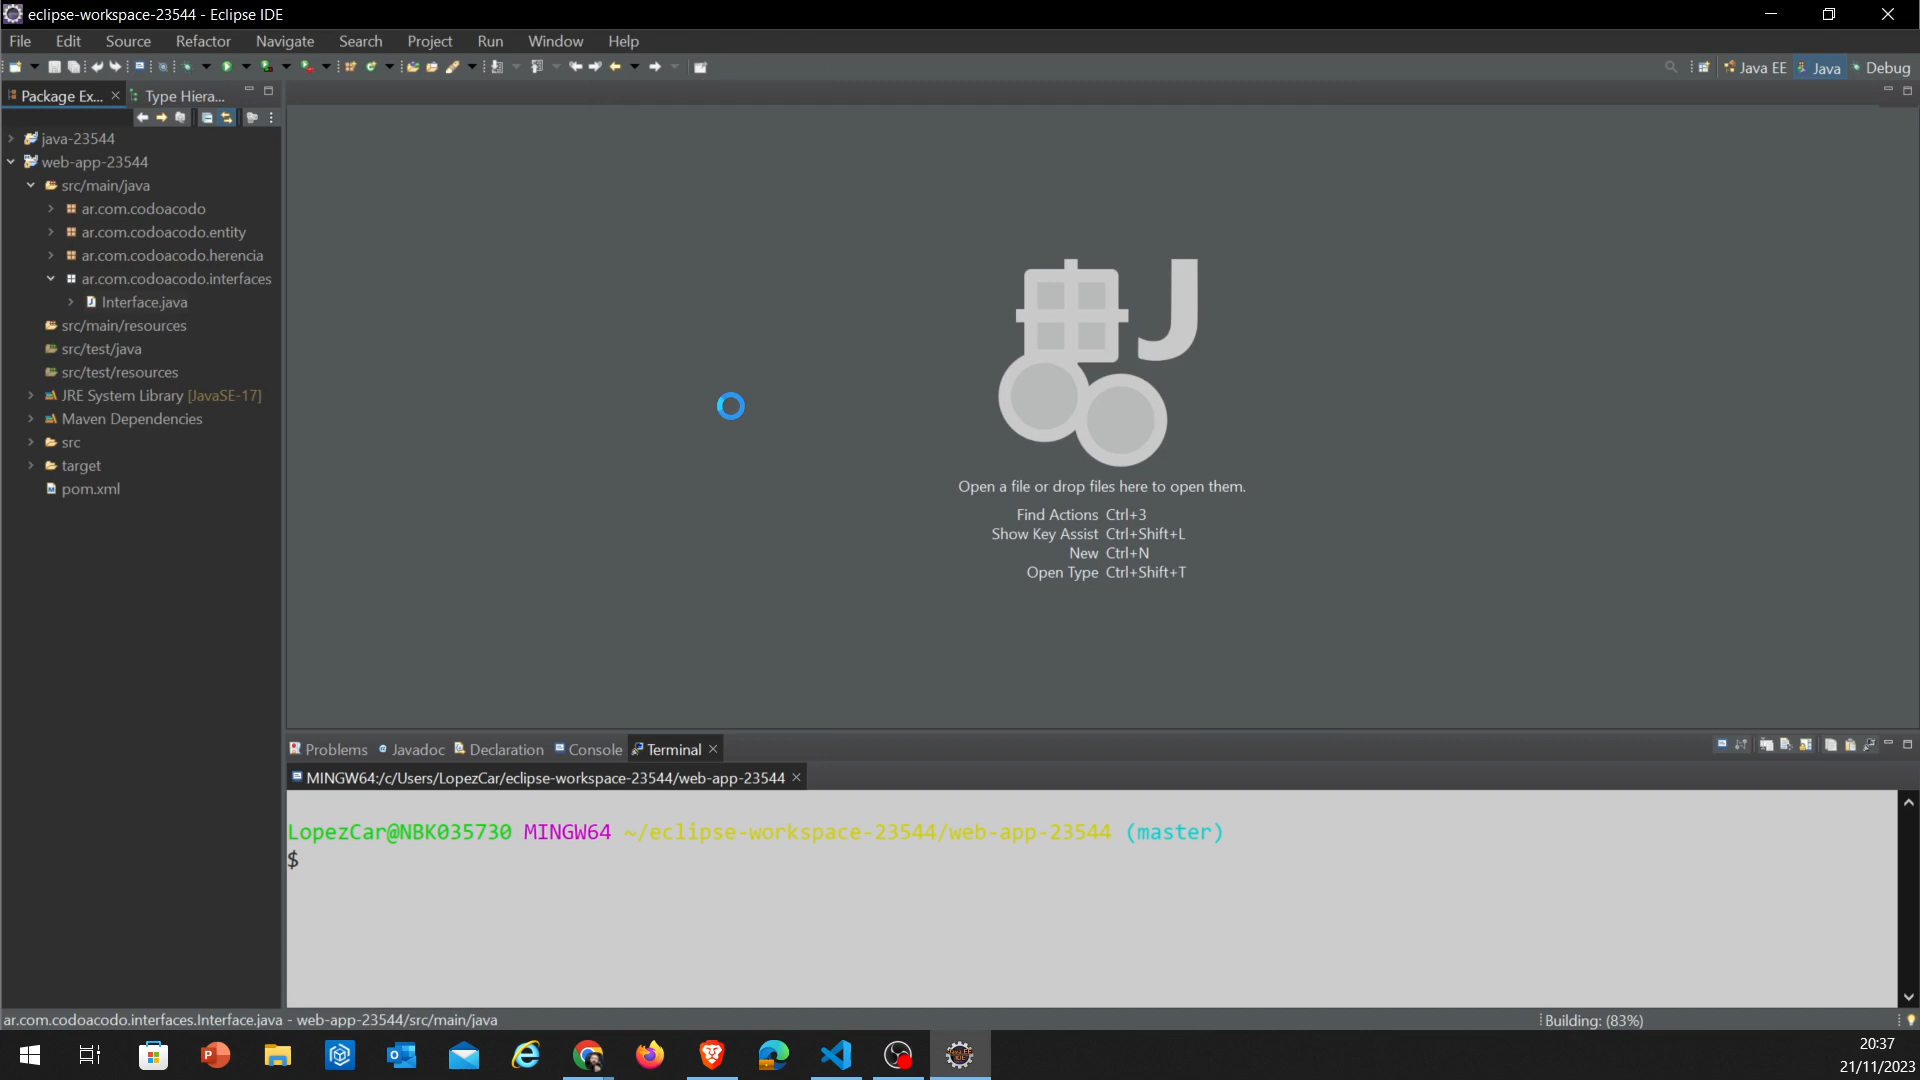 eclipse-workspace-23544 - Eclipse IDE
File Edit Source Refactor Navigate Search Project Run Window Help
Java EE Java Debug
Package Ex... Type Hiera...
java-23544
web-app-23544
src/main/java
ar.com.codoacodo
ar.com.codoacodo.entity
ar.com.codoacodo.herencia
ar.com.codoacodo.interfaces
Interface.java
src/main/resources
src/test/java
src/test/resources
JRE System Library [JavaSE-17]
Maven Dependencies
src
target
pom.xml
J
Open a file or drop files here to open them.
Find Actions Ctrl+3
Show Key Assist Ctrl+Shift+L
New Ctrl+N
Open Type Ctrl+Shift+T
Problems Javadoc Declaration Console Terminal
MINGW64:/c/Users/LopezCar/eclipse-workspace-23544/web-app-23544
LopezCar@NBK035730 MINGW64 ~/eclipse-workspace-23544/web-app-23544 (master)
$
ar.com.codoacodo.interfaces.Interface.java - web-app-23544/src/main/java
Building: (83%)
20:37
21/11/2023